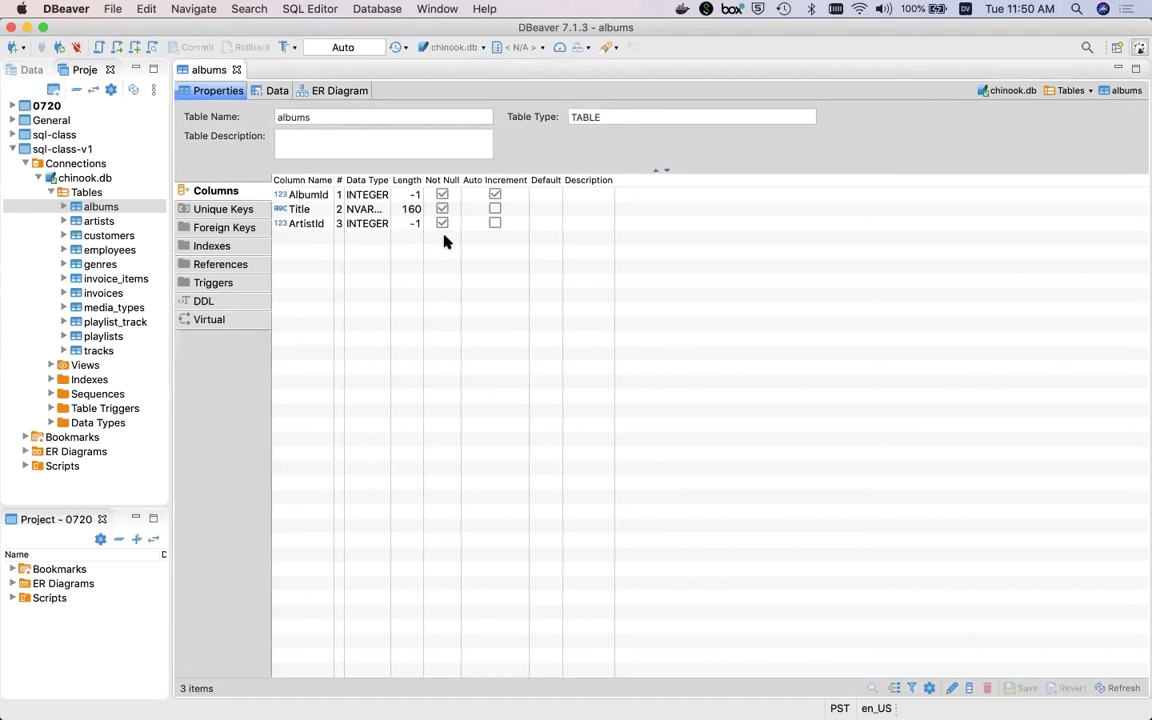 DBeaver File Edit Navigate Search SQL Editor Database Window Help box 100% DV Tue 11:50 AM
DBeaver 7.1.3 - albums
Commit Rollback T Auto chinook.db < N/A >
Data Proje albums
Properties Data ER Diagram chinook.db Tables albums
0720
General
sql-class
sql-class-v1
Connections
chinook.db
Tables
albums
artists
customers
employees
genres
invoice_items
invoices
media_types
playlist_track
playlists
tracks
Views
Indexes
Sequences
Table Triggers
Data Types
Bookmarks
ER Diagrams
Scripts
Table Name: albums Table Type: TABLE
Table Description:
Columns
Unique Keys
Foreign Keys
Indexes
References
Triggers
DDL
Virtual
Column Name # Data Type Length Not Null Auto Increment Default Description
123 AlbumId 1 INTEGER -1
ABC Title 2 NVAR... 160
123 ArtistId 3 INTEGER -1
Project - 0720
Name D
Bookmarks
ER Diagrams
Scripts
3 items Save Revert Refresh
PST en_US